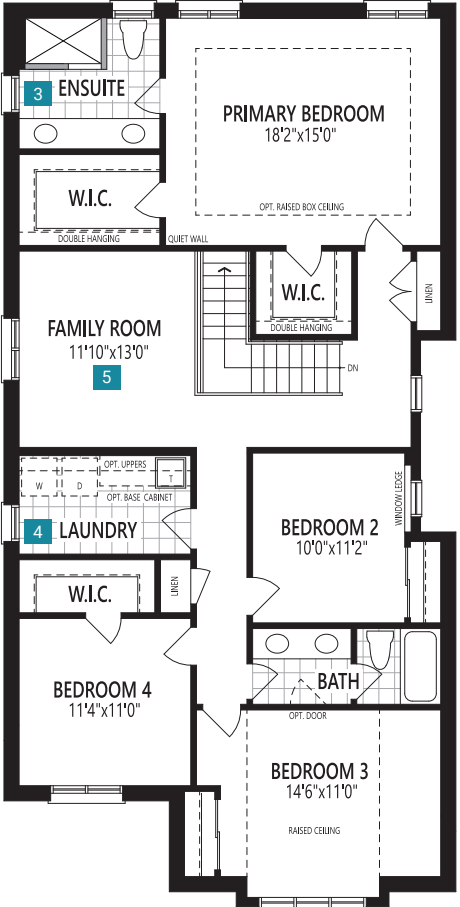 3 ENSUITE
PRIMARY BEDROOM
18'2"x15'0"
OPT. RAISED BOX CEILING
W.I.C.
DOUBLE HANGING
QUIET WALL
W.I.C.
DOUBLE HANGING
LINEN
FAMILY ROOM
11'10"x13'0"
5
DN
OPT. UPPERS
W
D
T
OPT. BASE CABINET
4 LAUNDRY
WINDOW LEDGE
BEDROOM 2
10'0"x11'2"
W.I.C.
LINEN
BATH
BEDROOM 4
11'4"x11'0"
OPT. DOOR
BEDROOM 3
14'6"x11'0"
RAISED CEILING